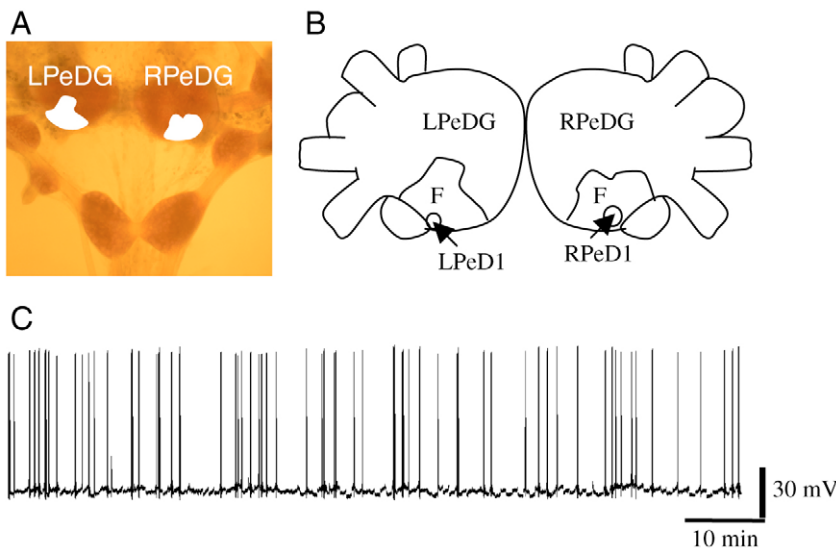 A
B
LPeDG RPeDG
LPeDG RPeDG
F F
LPeD1 RPeD1
C
30 mV
10 min